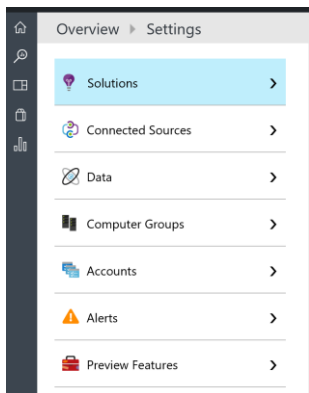 Overview Settings
Solutions
Connected Sources
Data
Computer Groups
Accounts
Alerts
Preview Features